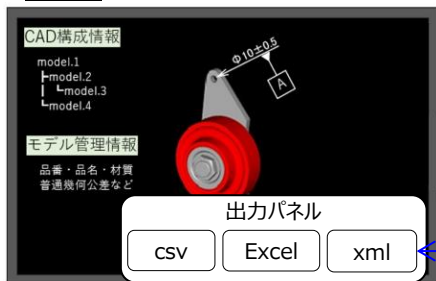 CAD構成情報
model.1
┣model.2
┃ ┗model.3
┗model.4
Φ10±0.5
A
モデル管理情報
品番・品名・材質
普通幾何公差など
出力パネル
csv
Excel
xml